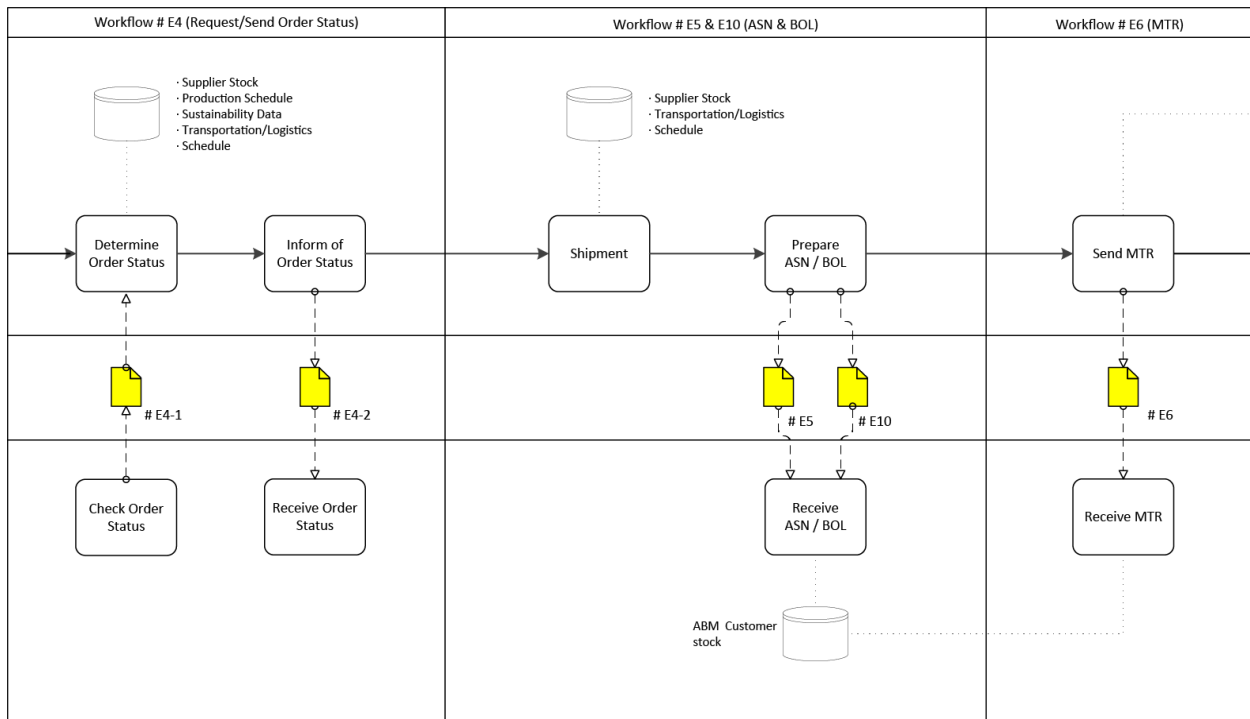 Workflow # E4 (Request/Send Order Status)
Workflow # E5 & E10 (ASN & BOL)
Workflow # E6 (MTR)
· Supplier Stock
· Production Schedule
· Sustainability Data
· Transportation/Logistics
· Schedule
· Supplier Stock
· Transportation/Logistics
· Schedule
Determine
Order Status
Inform of
Order Status
Shipment
Prepare
ASN / BOL
Send MTR
# E4-1
# E4-2
# E5
# E10
# E6
Check Order
Status
Receive Order
Status
Receive
ASN / BOL
Receive MTR
ABM Customer
stock